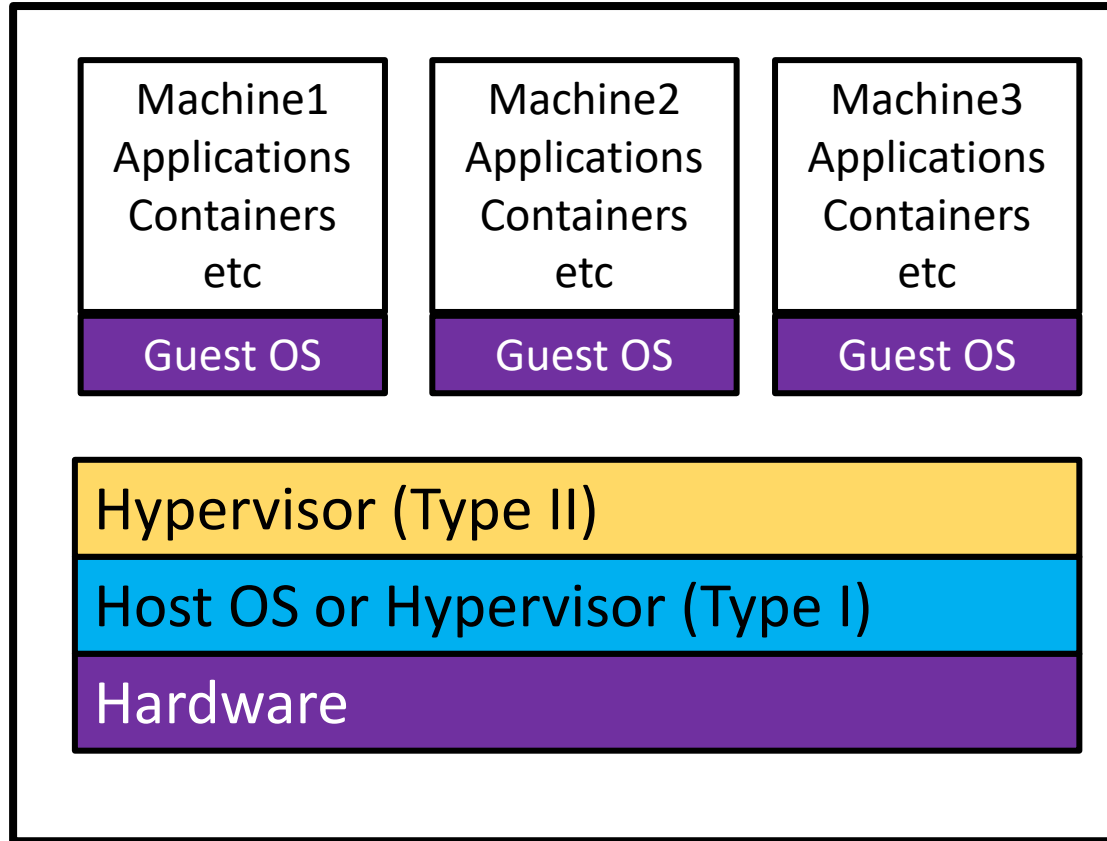 Machine1
Applications
Containers
etc
Guest OS
Machine2
Applications
Containers
etc
Guest OS
Machine3
Applications
Containers
etc
Guest OS
Hypervisor (Type II)
Host OS or Hypervisor (Type I)
Hardware